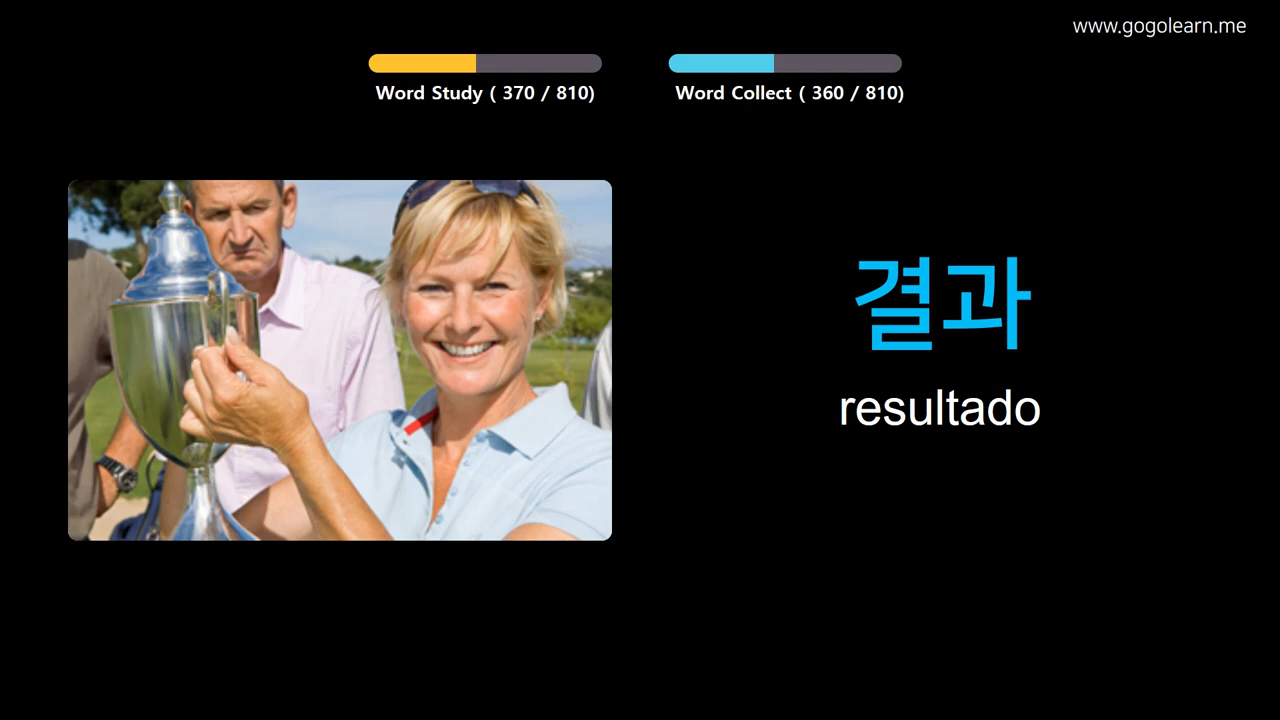 www.gogolearn.me
Word Study ( 370 / 810)
Word Collect ( 360 / 810)
결과
resultado